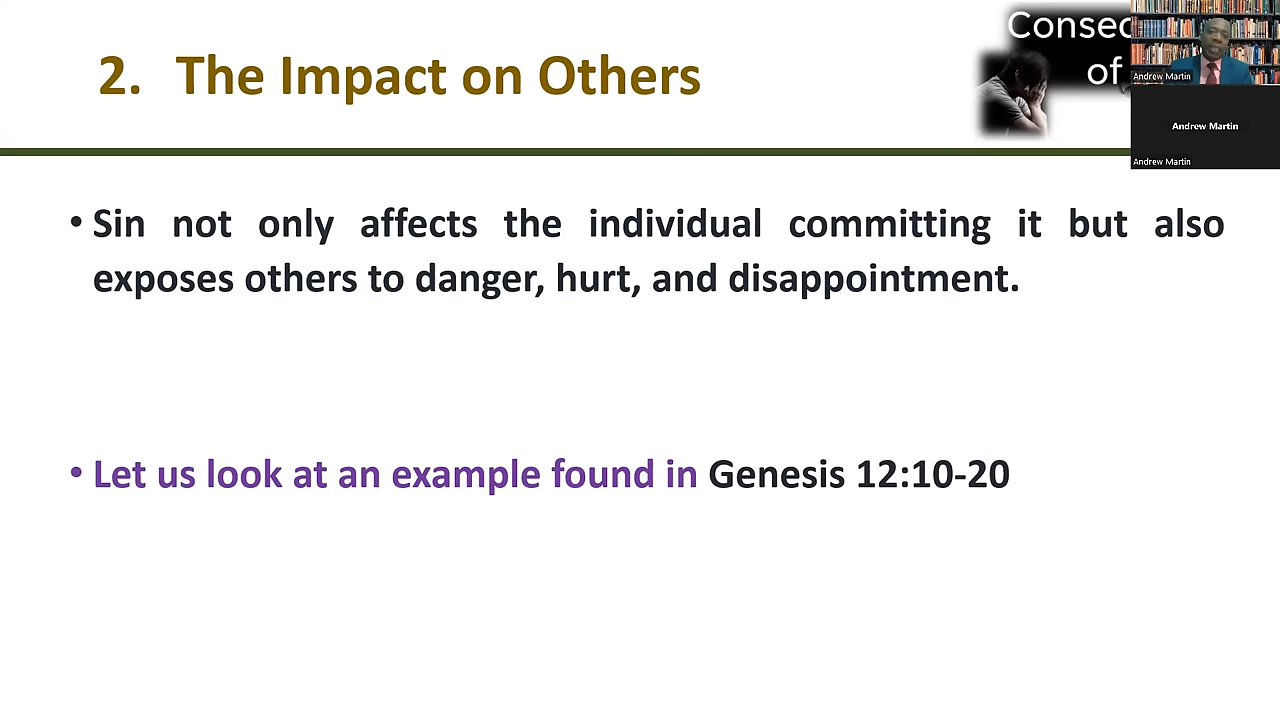 2. The Impact on Others
of
Andrew Martin
Andrew Martin
Andrew Martin
• Sin not only affects the individual committing it but also
exposes others to danger, hurt, and disappointment.
• Let us look at an example found in Genesis 12:10-20